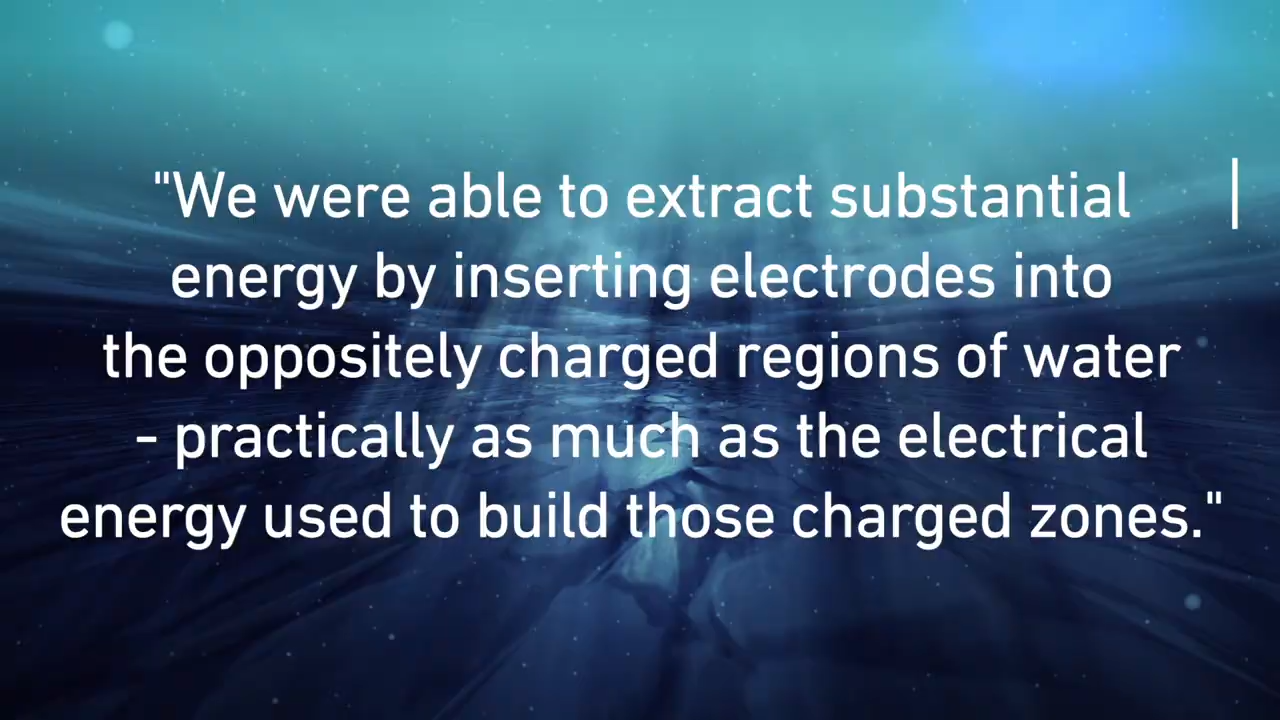 "We were able to extract substantial
energy by inserting electrodes into
the oppositely charged regions of water
- practically as much as the electrical
energy used to build those charged zones."